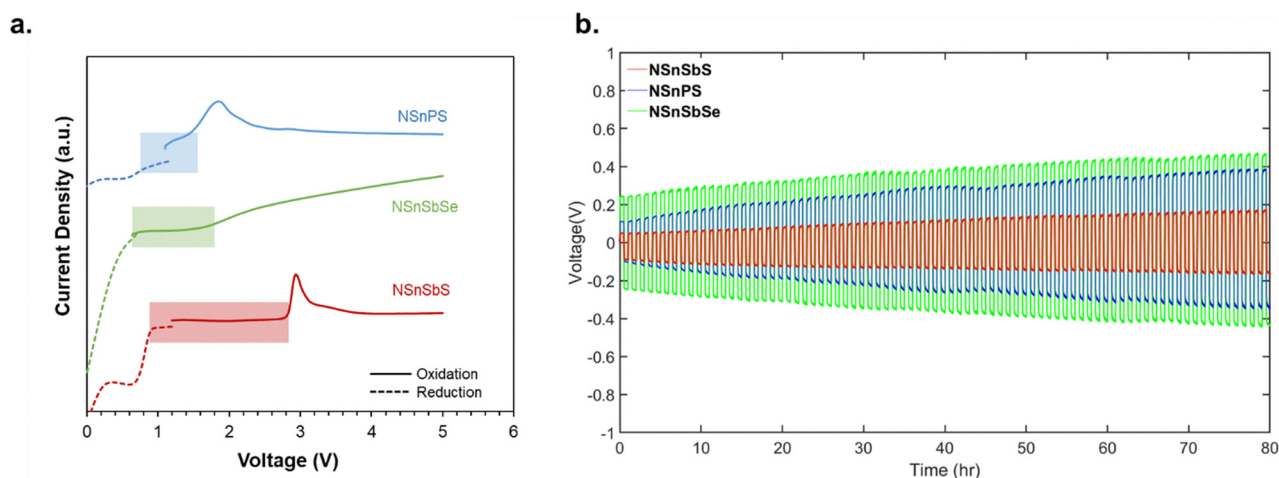 a.
Current Density (a.u.)
NSnPS
NSnSbSe
NSnSbS
Oxidation
Reduction
0 1 2 3 4 5 6
Voltage (V)
b.
NSnSbS
NSnPS
NSnSbSe
Voltage(V)
1
0.8
0.6
0.4
0.2
0
-0.2
-0.4
-0.6
-0.8
-1
0 10 20 30 40 50 60 70 80
Time (hr)